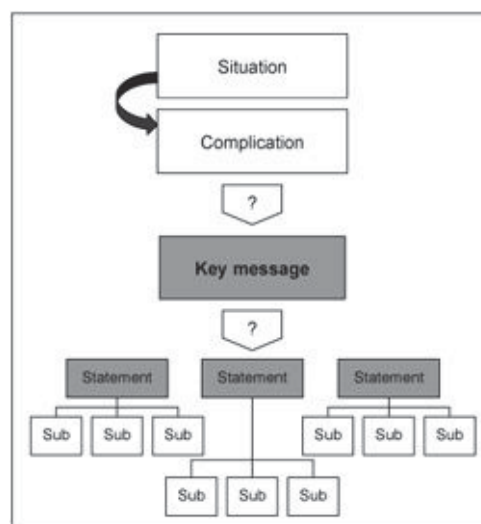 Situation
Complication
?
Key message
?
Statement Statement Statement
Sub Sub Sub Sub Sub Sub
Sub Sub Sub